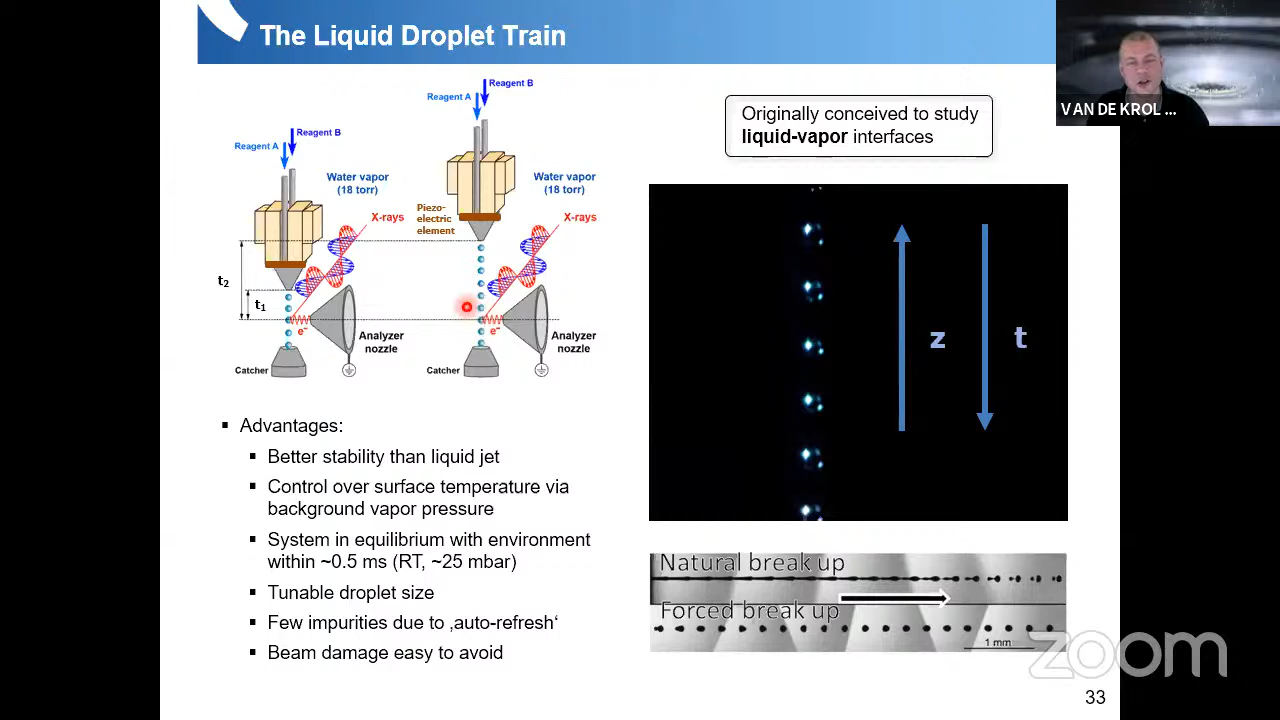 The Liquid Droplet Train
VAN DE KROL ...
Reagent B
Reagent A
Reagent B
Reagent A
Water vapor
(18 torr)
X-rays
Piezo-
electric
element
Water vapor
(18 torr)
X-rays
t₂
t₁
e⁻
e⁻
Analyzer
nozzle
Analyzer
nozzle
Catcher
Catcher
Originally conceived to study
liquid-vapor interfaces
z
t
▪ Advantages:
▪ Better stability than liquid jet
▪ Control over surface temperature via
background vapor pressure
▪ System in equilibrium with environment
within ~0.5 ms (RT, ~25 mbar)
▪ Tunable droplet size
▪ Few impurities due to ‚auto-refresh‘
▪ Beam damage easy to avoid
Natural break up
Forced break up
1 mm
zoom
33